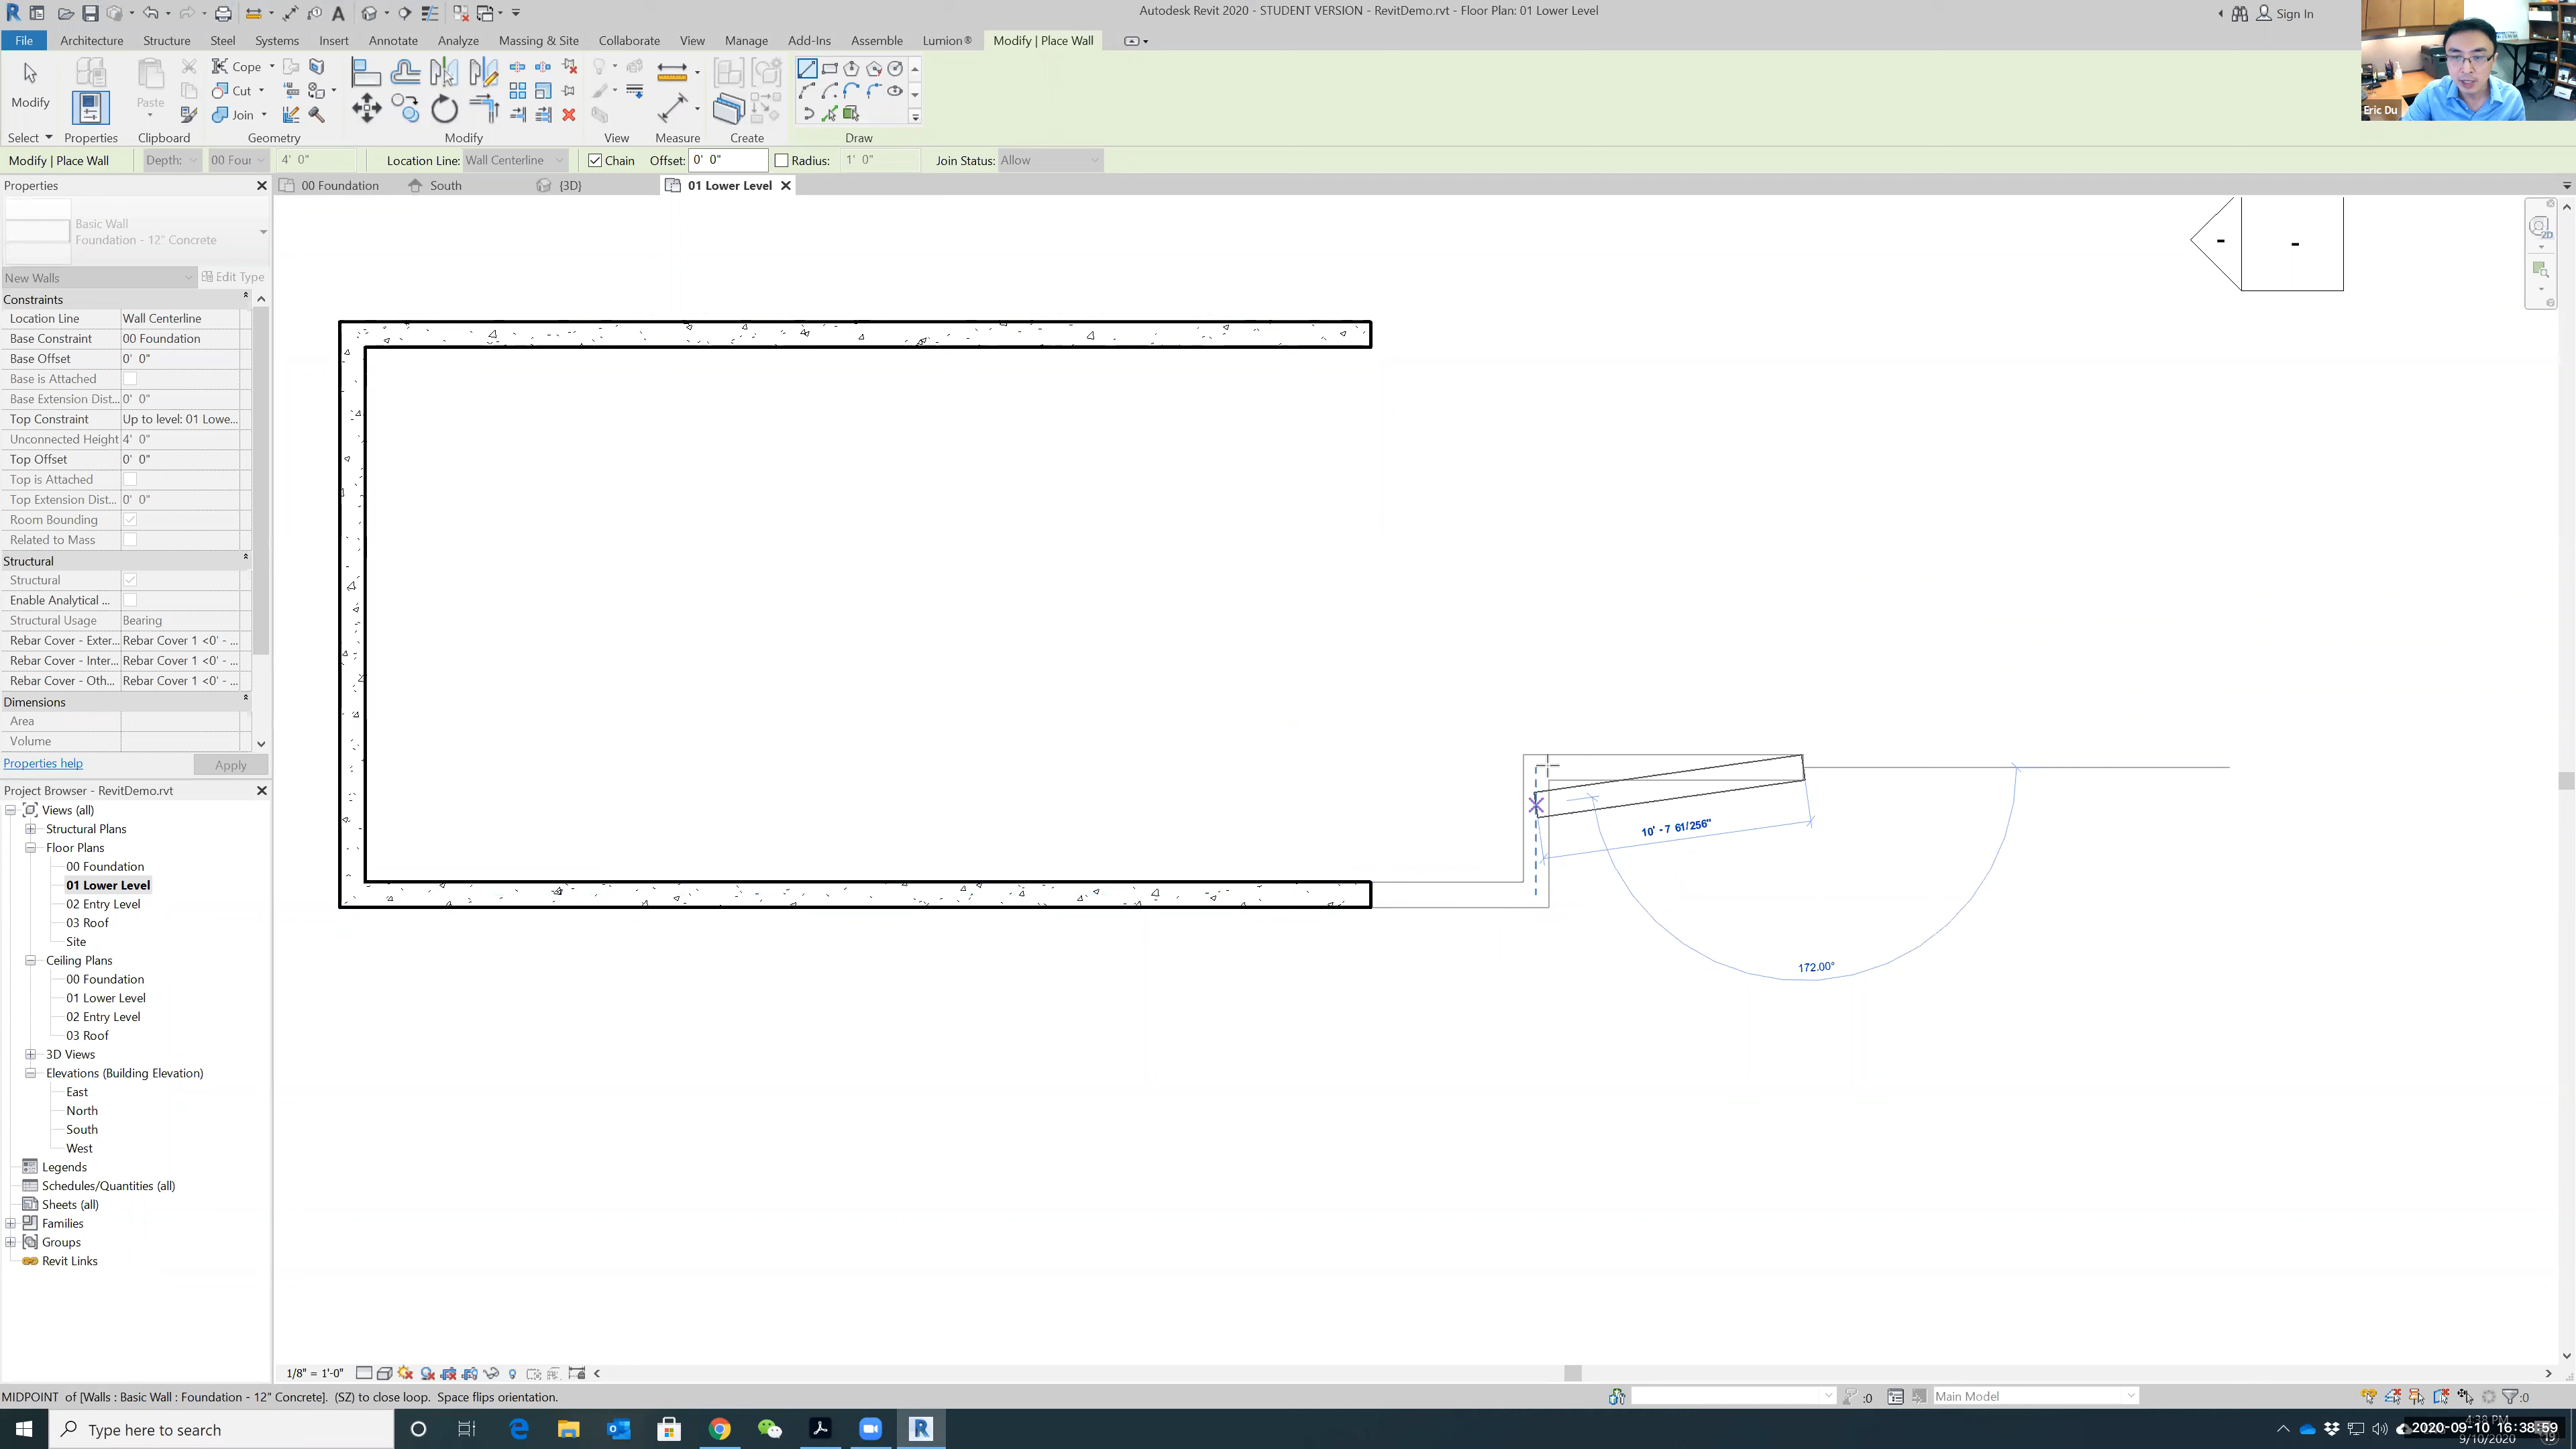 Autodesk Revit 2020 - STUDENT VERSION - RevitDemo.rvt - Floor Plan: 01 Lower Level
Sign In
File Architecture Structure Steel Systems Insert Annotate Analyze Massing & Site Collaborate View Manage Add-Ins Assemble Lumion® Modify | Place Wall
Modify
Paste
Cope
Cut
Join
Select Properties Clipboard Geometry Modify View Measure Create Draw
Eric Du
Modify | Place Wall Depth: 00 Four 4' 0" Location Line: Wall Centerline Chain Offset: 0' 0" Radius: 1' 0" Join Status: Allow
Properties
00 Foundation South {3D} 01 Lower Level
Basic Wall
Foundation - 12" Concrete
New Walls Edit Type
Constraints
Location Line Wall Centerline
Base Constraint 00 Foundation
Base Offset 0' 0"
Base is Attached
Base Extension Dist... 0' 0"
Top Constraint Up to level: 01 Lowe...
Unconnected Height 4' 0"
Top Offset 0' 0"
Top is Attached
Top Extension Dist... 0' 0"
Room Bounding
Related to Mass
Structural
Structural
Enable Analytical ...
Structural Usage Bearing
Rebar Cover - Exter... Rebar Cover 1 <0' - ...
Rebar Cover - Inter... Rebar Cover 1 <0' - ...
Rebar Cover - Oth... Rebar Cover 1 <0' - ...
Dimensions
Area
Volume
Properties help Apply
Project Browser - RevitDemo.rvt
Views (all)
Structural Plans
Floor Plans
00 Foundation
01 Lower Level
02 Entry Level
03 Roof
Site
Ceiling Plans
00 Foundation
01 Lower Level
02 Entry Level
03 Roof
3D Views
Elevations (Building Elevation)
East
North
South
West
Legends
Schedules/Quantities (all)
Sheets (all)
Families
Groups
Revit Links
- -
10' - 7 61/256"
172.00°
1/8" = 1'-0"
MIDPOINT of [Walls : Basic Wall : Foundation - 12" Concrete]. (SZ) to close loop. Space flips orientation.
:0 Main Model :0
Type here to search
4:38 PM
2020-09-10 16:38:59
9/10/2020